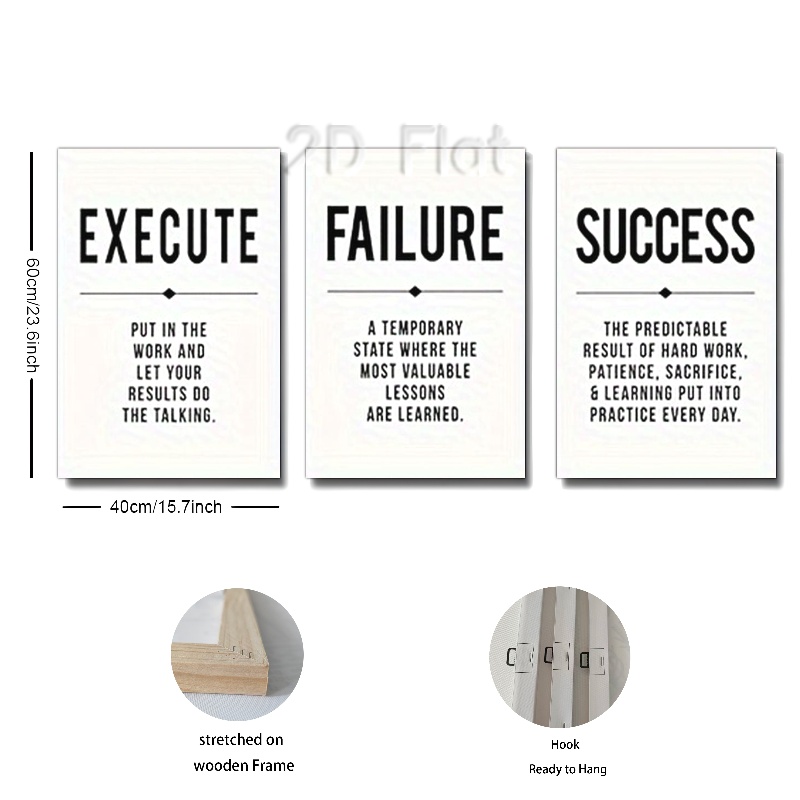 2D Flat
EXECUTE
PUT IN THE
WORK AND
LET YOUR
RESULTS DO
THE TALKING.
FAILURE
A TEMPORARY
STATE WHERE THE
MOST VALUABLE
LESSONS
ARE LEARNED.
SUCCESS
THE PREDICTABLE
RESULT OF HARD WORK,
PATIENCE, SACRIFICE,
& LEARNING PUT INTO
PRACTICE EVERY DAY.
60cm/23.6inch
40cm/15.7inch
stretched on
wooden Frame
Hook
Ready to Hang